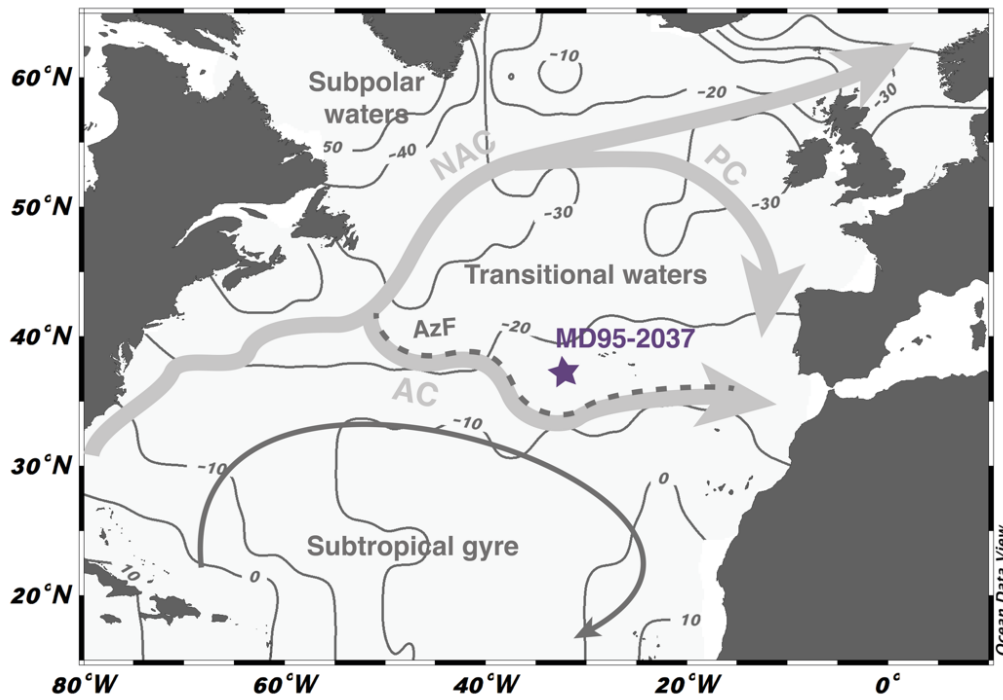 60°N
50°N
40°N
30°N
20°N
80°W
60°W
40°W
20°W
0°
Subpolar
waters
-10
-20
-30
50
-40
NAC
PC
-30
-30
Transitional waters
AzF
-20
MD95-2037
AC
-10
-10
0
Subtropical gyre
10
0
10
Ocean Data View